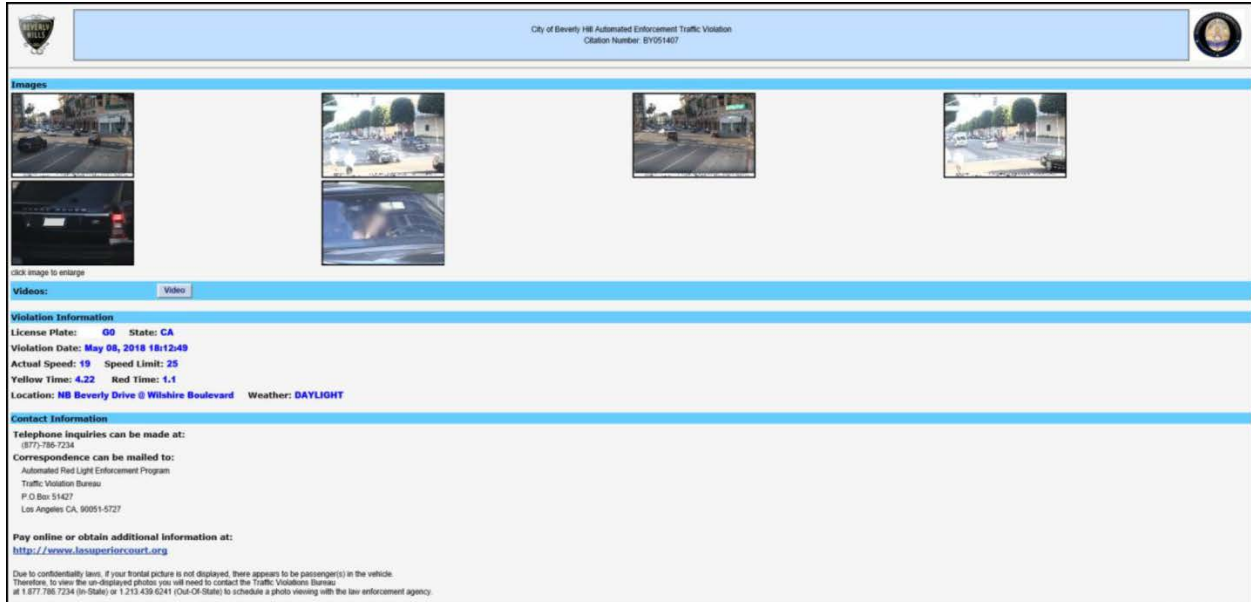 BEVERLY
HILLS
City of Beverly Hill Automated Enforcement Traffic Violation
Citation Number: BY051407
Images
click image to enlarge
Videos: Video
Violation Information
License Plate: G0 State: CA
Violation Date: May 08, 2018 18:12:49
Actual Speed: 19 Speed Limit: 25
Yellow Time: 4.22 Red Time: 1.1
Location: NB Beverly Drive @ Wilshire Boulevard Weather: DAYLIGHT
Contact Information
Telephone inquiries can be made at:
(877)-786-7234
Correspondence can be mailed to:
Automated Red Light Enforcement Program
Traffic Violation Bureau
P.O.Box 51427
Los Angeles CA, 90051-5727
Pay online or obtain additional information at:
http://www.lasuperiorcourt.org
Due to confidentiality laws, if your frontal picture is not displayed, there appears to be passenger(s) in the vehicle.
Therefore, to view the un-displayed photos you will need to contact the Traffic Violations Bureau
at 1.877.786.7234 (In-State) or 1.213.439.6241 (Out-Of-State) to schedule a photo viewing with the law enforcement agency.